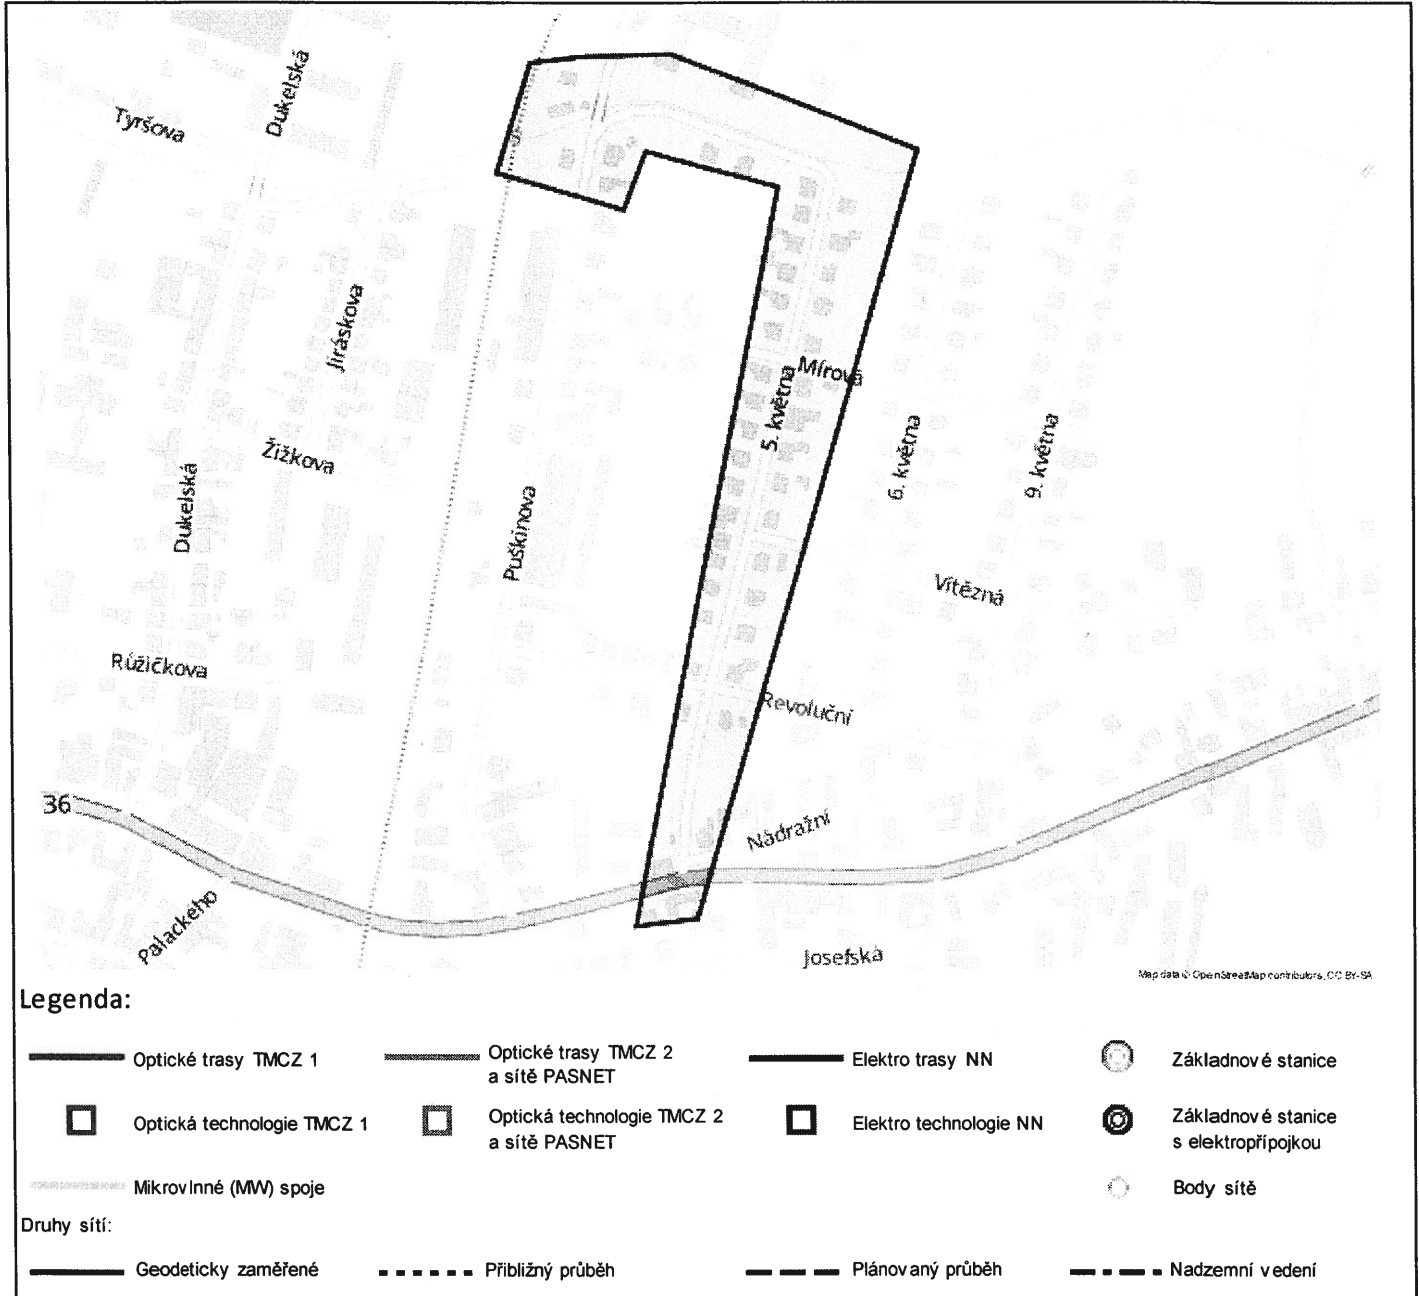 Dukelská
Tyršova
Jiráskova
Mírová
5. května
Žižkova
6. května
9. května
Dukelská
Puškinova
Vítězná
Růžičkova
Revoluční
36
Nádražní
Palackého
Josefská
Map data © OpenStreetMap contributors, CC BY-SA
Legenda:
Optické trasy TMCZ 1
Optické trasy TMCZ 2
a sítě PASNET
Elektro trasy NN
Základnové stanice
Optická technologie TMCZ 1
Optická technologie TMCZ 2
a sítě PASNET
Elektro technologie NN
Základnové stanice
s elektropřípojkou
Mikrovlnné (MW) spoje
Body sítě
Druhy sítí:
Geodeticky zaměřené
Přibližný průběh
Plánovaný průběh
Nadzemní vedení